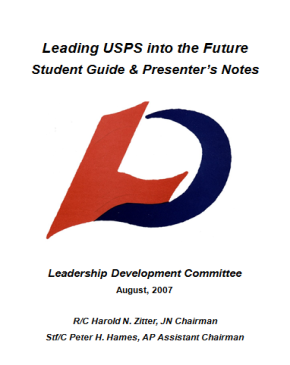 Leading USPS into the Future
Student Guide & Presenter's Notes
Leadership Development Committee
August, 2007
R/C Harold N. Zitter, JN Chairman
Stf/C Peter H. Hames, AP Assistant Chairman